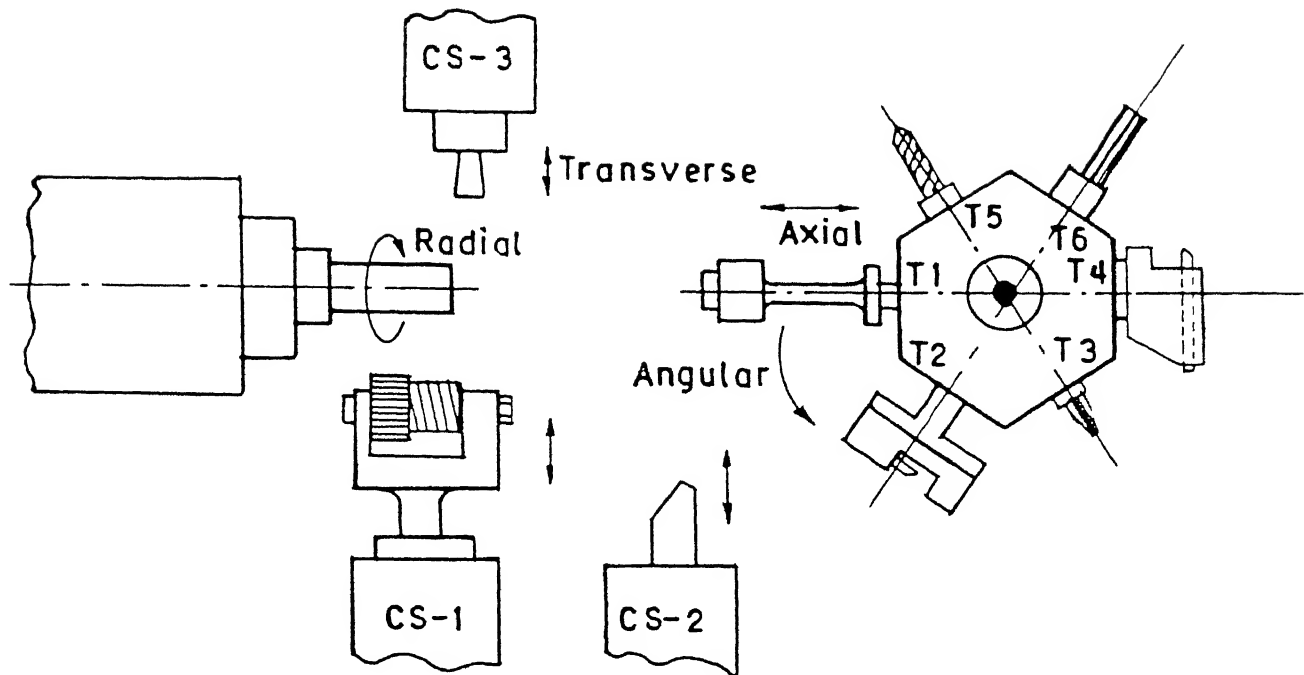 CS-3
Transverse
Radial
Axial
T5
T6
T1
T4
T2
T3
Angular
CS-1
CS-2